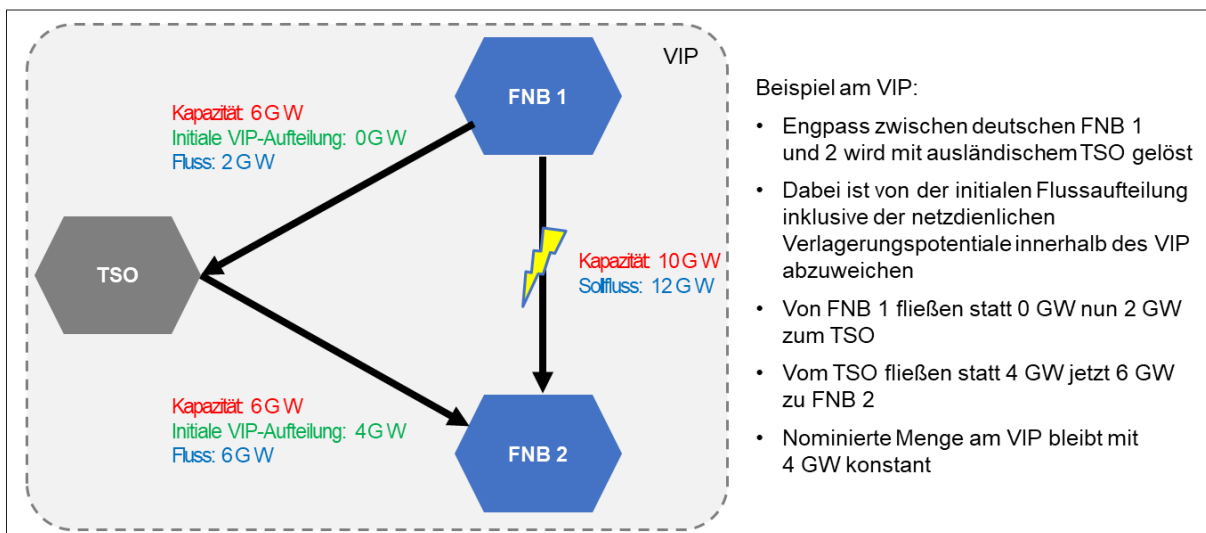 VIP
FNB 1
Kapazität: 6 GW
Initiale VIP-Aufteilung: 0GW
Fluss: 2 GW
TSO
Kapazität: 10 GW
Sollfluss: 12 GW
Kapazität: 6 GW
Initiale VIP-Aufteilung: 4GW
Fluss: 6 GW
FNB 2
Beispiel am VIP:
• Engpass zwischen deutschen FNB 1
und 2 wird mit ausländischem TSO gelöst
• Dabei ist von der initialen Flussaufteilung
inklusive der netzdienlichen
Verlagerungspotentiale innerhalb des VIP
abzuweichen
• Von FNB 1 fließen statt 0 GW nun 2 GW
zum TSO
• Vom TSO fließen statt 4 GW jetzt 6 GW
zu FNB 2
• Nominierte Menge am VIP bleibt mit
4 GW konstant